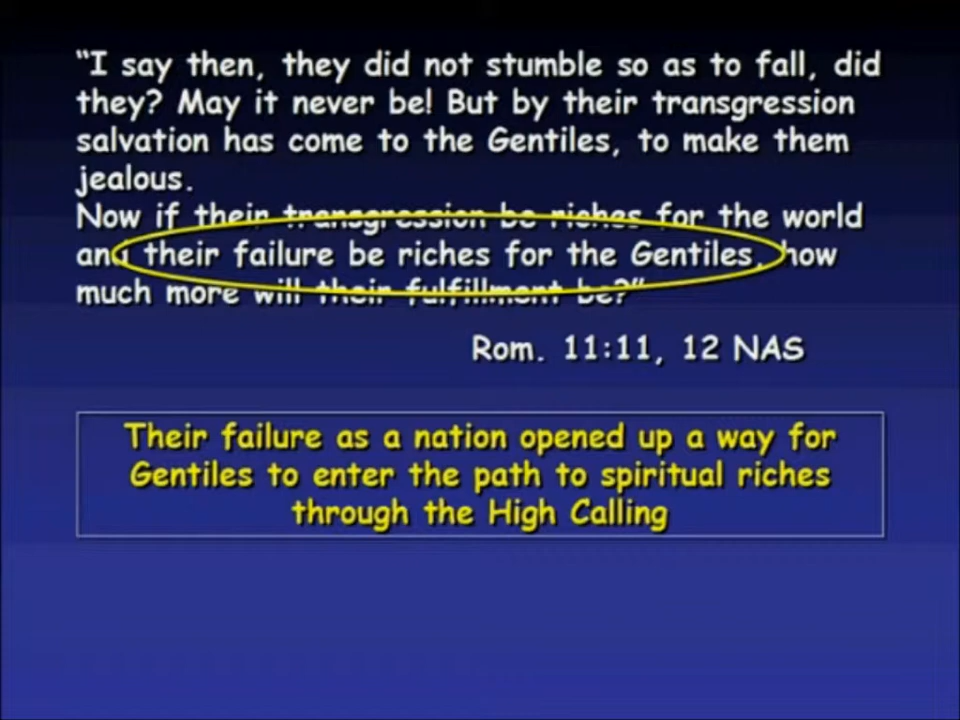 “I say then, they did not stumble so as to fall, did
they? May it never be! But by their transgression
salvation has come to the Gentiles, to make them
jealous.
Now if their transgression be riches for the world
and their failure be riches for the Gentiles, how
much more will their fulfillment be?”
Rom. 11:11, 12 NAS
Their failure as a nation opened up a way for
Gentiles to enter the path to spiritual riches
through the High Calling